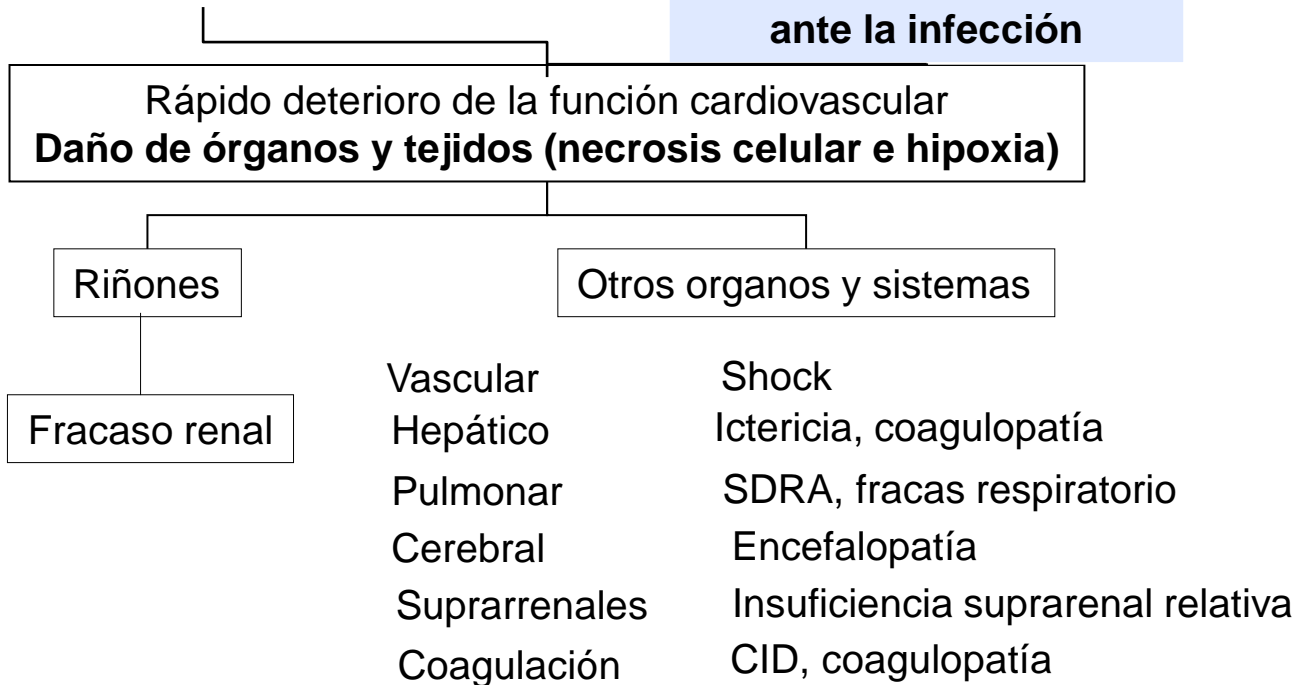 ante la infección
Rápido deterioro de la función cardiovascular
Daño de órganos y tejidos (necrosis celular e hipoxia)
Riñones
Otros organos y sistemas
Fracaso renal
Vascular Shock
Hepático Ictericia, coagulopatía
Pulmonar SDRA, fracas respiratorio
Cerebral Encefalopatía
Suprarrenales Insuficiencia suprarenal relativa
Coagulación CID, coagulopatía